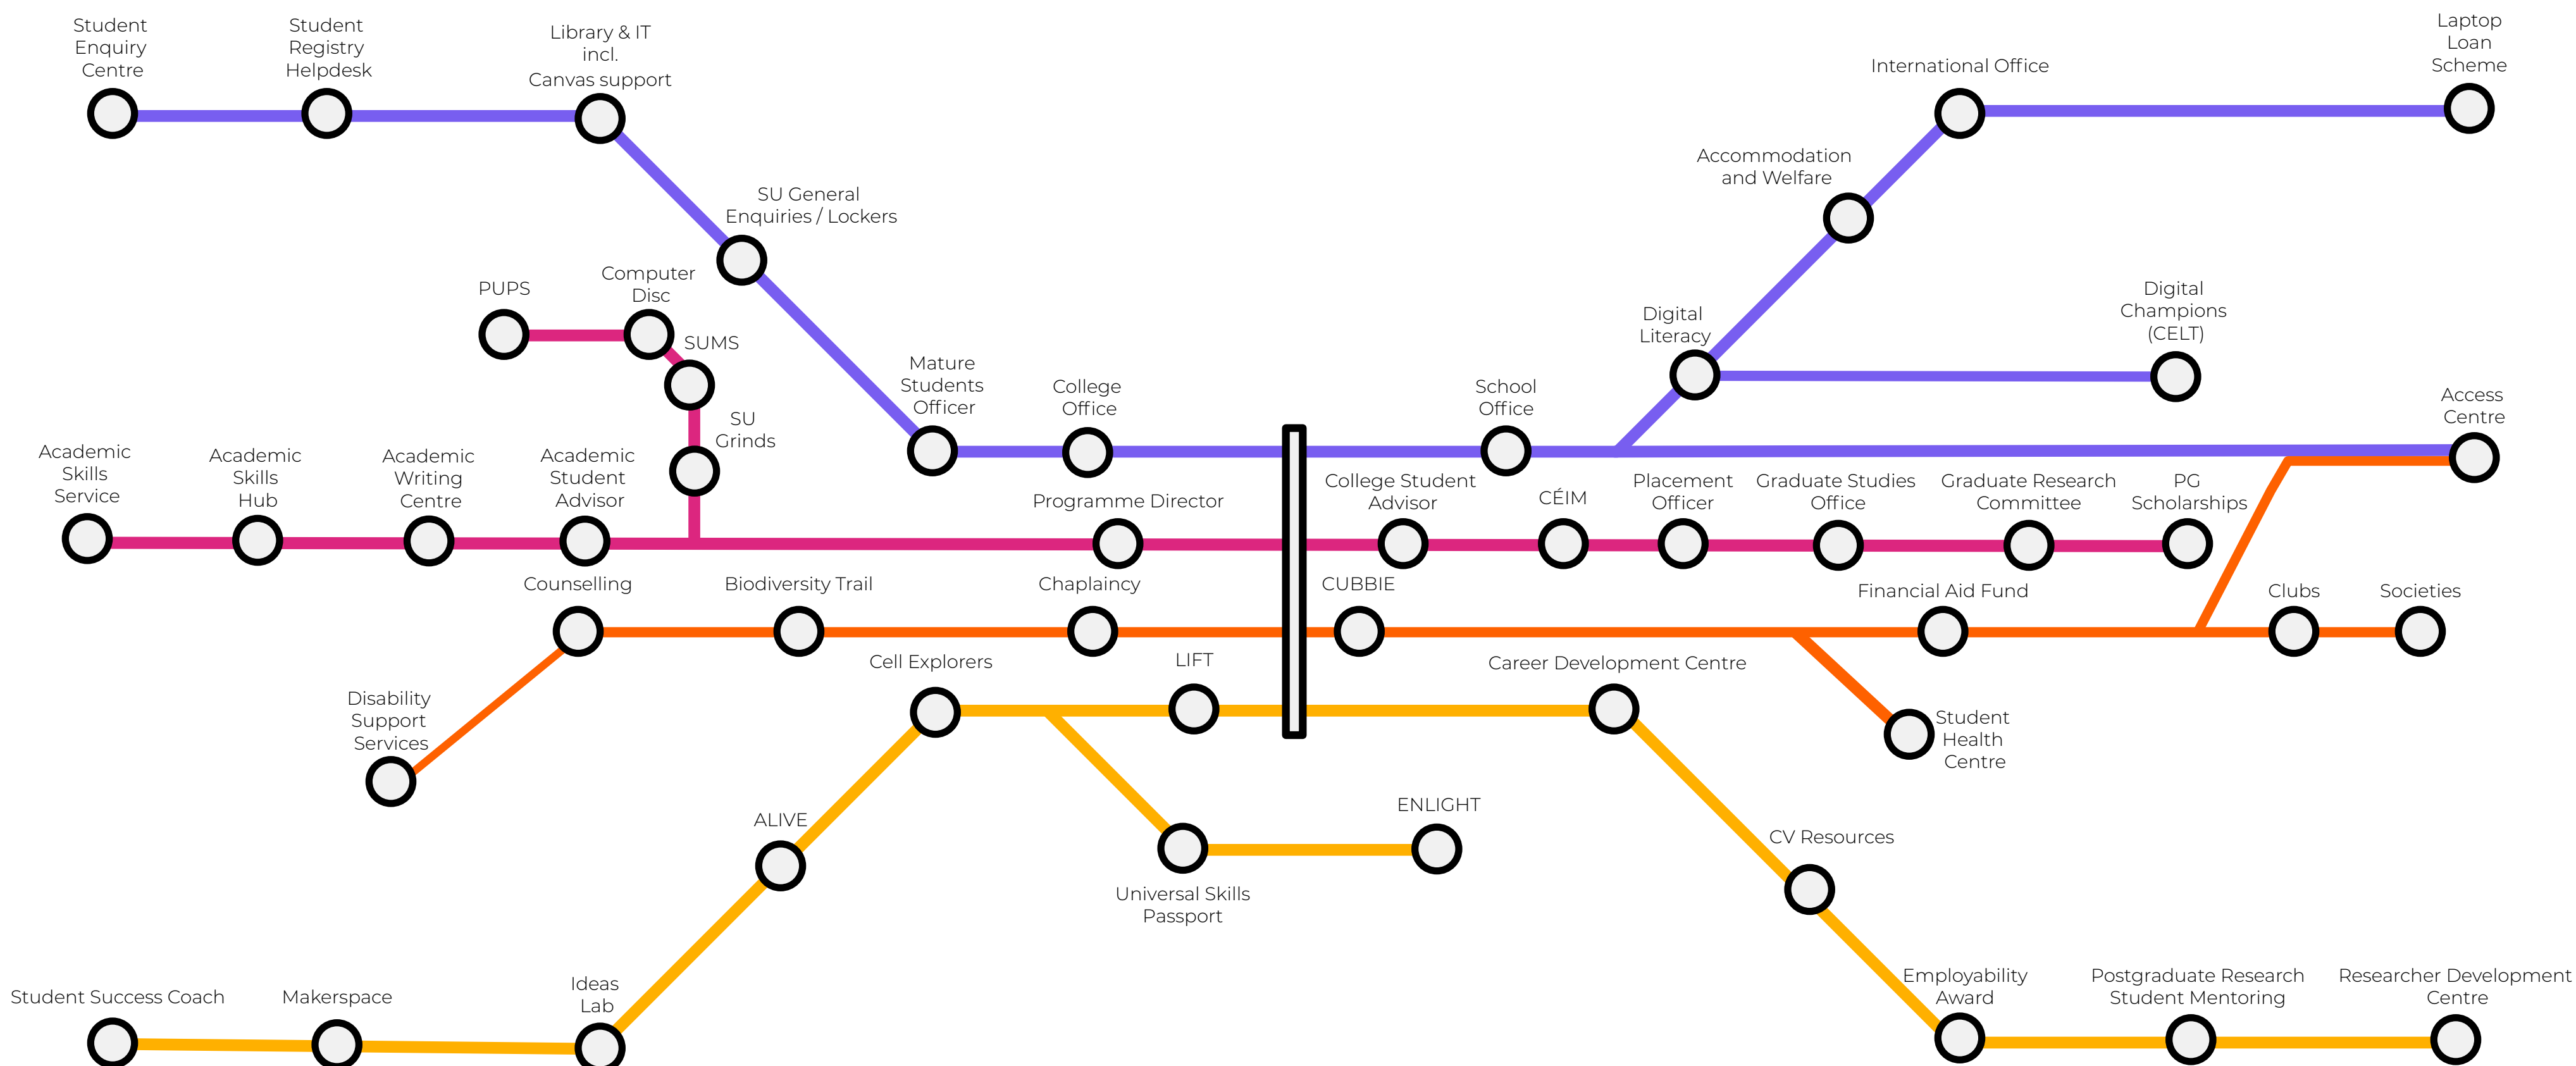 Student
Enquiry
Centre
Student
Registry
Helpdesk
Library & IT
incl.
Canvas support
International Office
Laptop
Loan
Scheme
Accommodation
and Welfare
SU General
Enquiries / Lockers
PUPS
Computer
Disc
SUMS
SU
Grinds
Mature
Students
Officer
College
Office
School
Office
Digital
Literacy
Digital
Champions
(CELT)
Access
Centre
Academic
Skills
Service
Academic
Skills
Hub
Academic
Writing
Centre
Academic
Student
Advisor
Programme Director
College Student
Advisor
CÉIM
Placement
Officer
Graduate Studies
Office
Graduate Research
Committee
PG
Scholarships
Counselling
Biodiversity Trail
Chaplaincy
CUBBIE
Financial Aid Fund
Clubs
Societies
Disability
Support
Services
Cell Explorers
LIFT
Career Development Centre
Student
Health
Centre
ALIVE
ENLIGHT
CV Resources
Universal Skills
Passport
Student Success Coach
Makerspace
Ideas
Lab
Employability
Award
Postgraduate Research
Student Mentoring
Researcher Development
Centre